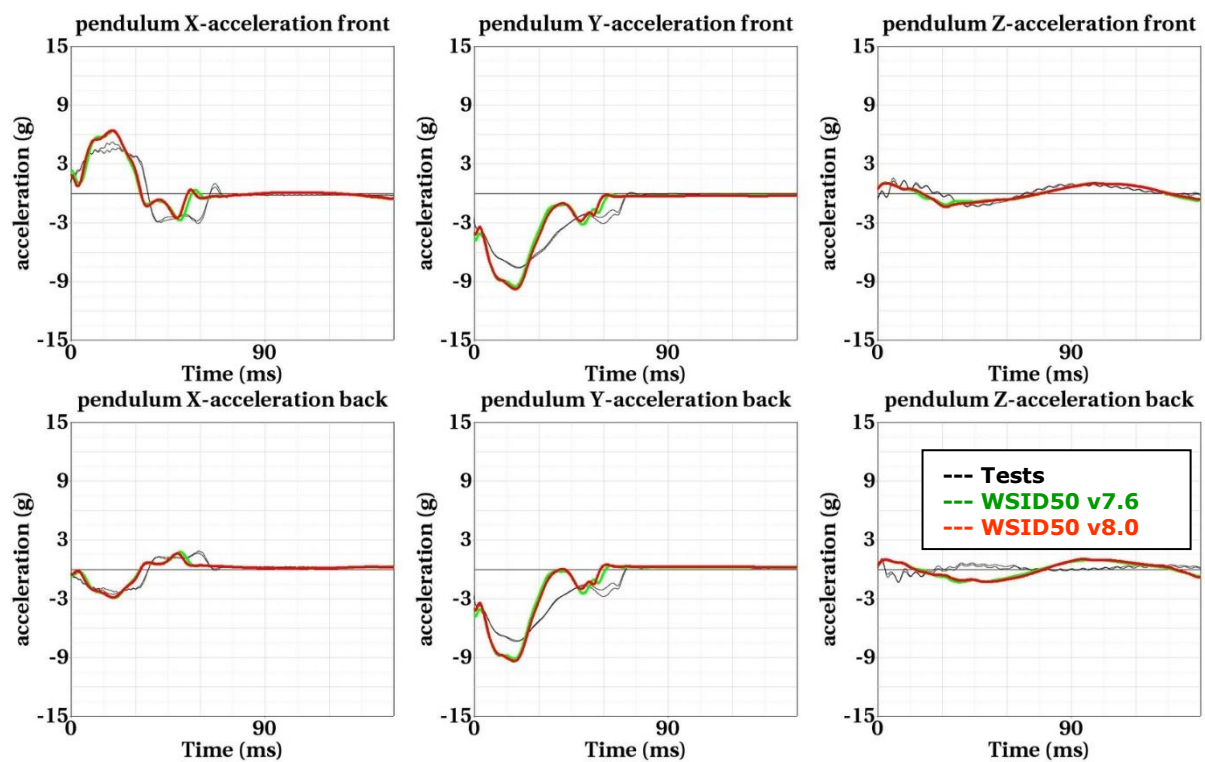 pendulum X-acceleration front
pendulum Y-acceleration front
pendulum Z-acceleration front
15
9
3
-3
-9
-15
acceleration (g)
0
90
Time (ms)
15
9
3
-3
-9
-15
acceleration (g)
0
90
Time (ms)
15
9
3
-3
-9
-15
acceleration (g)
0
90
Time (ms)
pendulum X-acceleration back
pendulum Y-acceleration back
pendulum Z-acceleration back
15
9
3
-3
-9
-15
acceleration (g)
0
90
Time (ms)
15
9
3
-3
-9
-15
acceleration (g)
0
90
Time (ms)
15
9
3
-3
-9
-15
acceleration (g)
0
90
Time (ms)
--- Tests
--- WSID50 v7.6
--- WSID50 v8.0